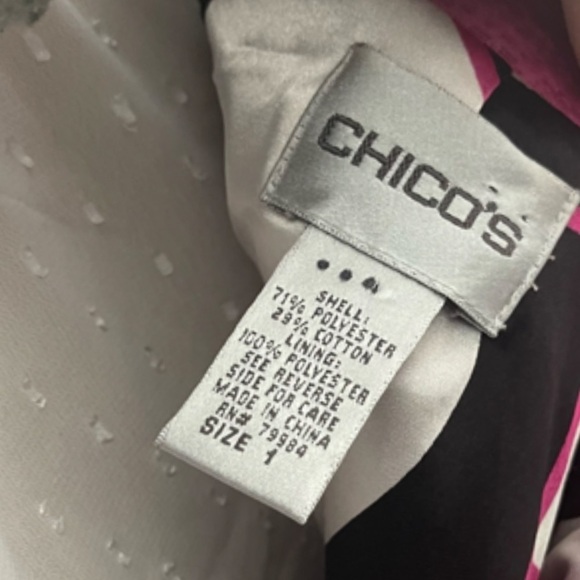 CHICO'S
SHELL:
71% POLYESTER
29% COTTON
LINING:
100% POLYESTER
SEE REVERSE
SIDE FOR CARE
MADE IN CHINA
RN# 79984
SIZE 1